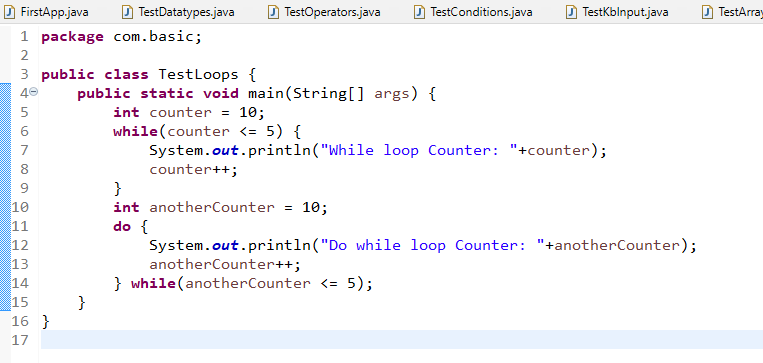 FirstApp.java TestDatatypes.java TestOperators.java TestConditions.java TestKbInput.java TestArray
1 package com.basic;
2
3 public class TestLoops {
4     public static void main(String[] args) {
5         int counter = 10;
6         while(counter <= 5) {
7             System.out.println("While loop Counter: "+counter);
8             counter++;
9         }
10         int anotherCounter = 10;
11         do {
12             System.out.println("Do while loop Counter: "+anotherCounter);
13             anotherCounter++;
14         } while(anotherCounter <= 5);
15     }
16 }
17